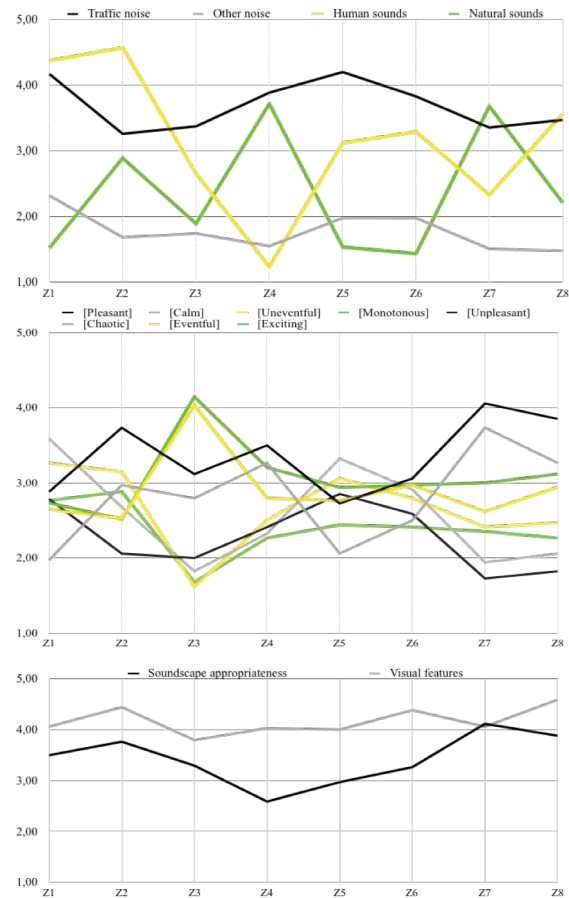 Traffic noise Other noise Human sounds Natural sounds
5,00
4,00
3,00
2,00
1,00
Z1 Z2 Z3 Z4 Z5 Z6 Z7 Z8
[Pleasant] [Calm] [Uneventful] [Monotonous] [Unpleasant]
[Chaotic] [Eventful] [Exciting]
5,00
4,00
3,00
2,00
1,00
Z1 Z2 Z3 Z4 Z5 Z6 Z7 Z8
Soundscape appropriateness Visual features
5,00
4,00
3,00
2,00
1,00
Z1 Z2 Z3 Z4 Z5 Z6 Z7 Z8